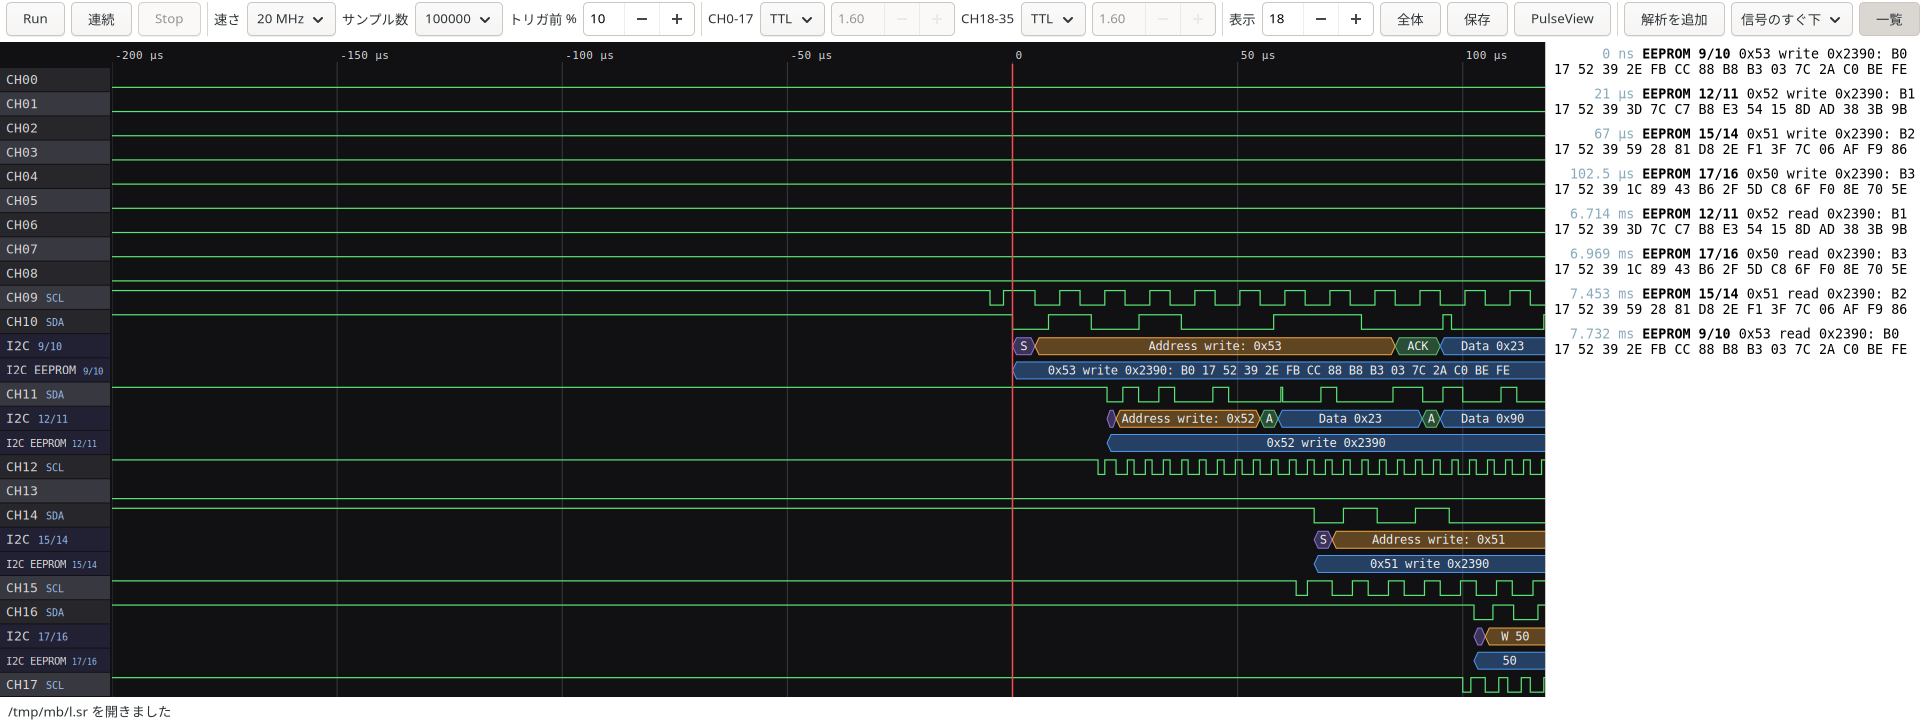 Run 連続 Stop 速さ 20 MHz サンプル数 100000 トリガ前 % 10 − + CH0-17 TTL 1.60 − + CH18-35 TTL 1.60 − + 表示 18 − + 全体 保存 PulseView 解析を追加 信号のすぐ下 一覧
-200 µs -150 µs -100 µs -50 µs 0 50 µs 100 µs
CH00
CH01
CH02
CH03
CH04
CH05
CH06
CH07
CH08
CH09 SCL
CH10 SDA
I2C 9/10 S Address write: 0x53 ACK Data 0x23
I2C EEPROM 9/10 0x53 write 0x2390: B0 17 52 39 2E FB CC 88 B8 B3 03 7C 2A C0 BE FE
CH11 SDA
I2C 12/11 Address write: 0x52 A Data 0x23 A Data 0x90
I2C EEPROM 12/11 0x52 write 0x2390
CH12 SCL
CH13
CH14 SDA
I2C 15/14 S Address write: 0x51
I2C EEPROM 15/14 0x51 write 0x2390
CH15 SCL
CH16 SDA
I2C 17/16 W 50
I2C EEPROM 17/16 50
CH17 SCL
0 ns EEPROM 9/10 0x53 write 0x2390: B0
17 52 39 2E FB CC 88 B8 B3 03 7C 2A C0 BE FE
21 µs EEPROM 12/11 0x52 write 0x2390: B1
17 52 39 3D 7C C7 B8 E3 54 15 8D AD 38 3B 9B
67 µs EEPROM 15/14 0x51 write 0x2390: B2
17 52 39 59 28 81 D8 2E F1 3F 7C 06 AF F9 86
102.5 µs EEPROM 17/16 0x50 write 0x2390: B3
17 52 39 1C 89 43 B6 2F 5D C8 6F F0 8E 70 5E
6.714 ms EEPROM 12/11 0x52 read 0x2390: B1
17 52 39 3D 7C C7 B8 E3 54 15 8D AD 38 3B 9B
6.969 ms EEPROM 17/16 0x50 read 0x2390: B3
17 52 39 1C 89 43 B6 2F 5D C8 6F F0 8E 70 5E
7.453 ms EEPROM 15/14 0x51 read 0x2390: B2
17 52 39 59 28 81 D8 2E F1 3F 7C 06 AF F9 86
7.732 ms EEPROM 9/10 0x53 read 0x2390: B0
17 52 39 2E FB CC 88 B8 B3 03 7C 2A C0 BE FE
/tmp/mb/l.sr を開きました